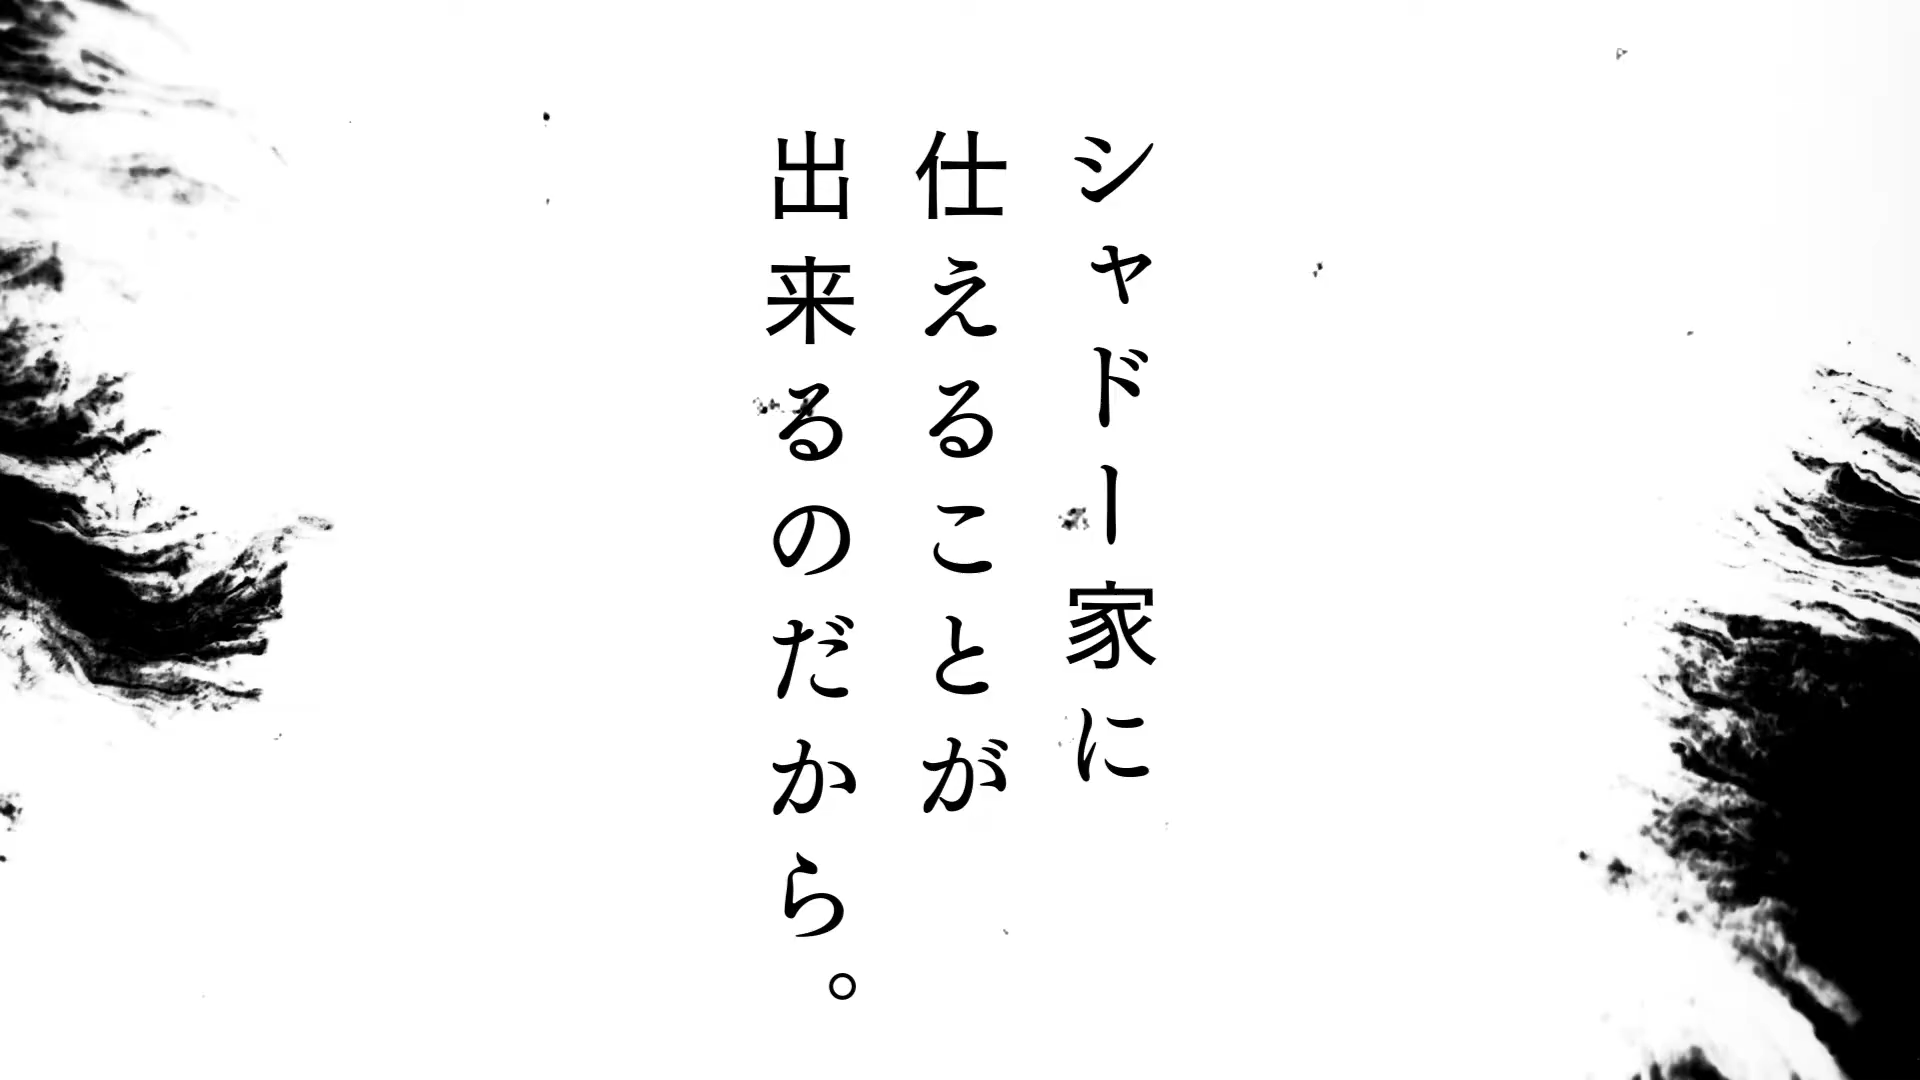 シャドー家に
仕えることが
出来るのだから。